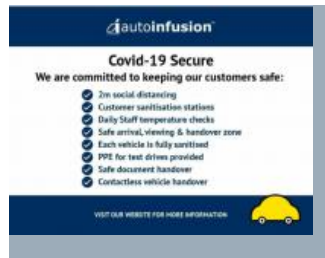 autoinfusion
Covid-19 Secure
We are committed to keeping our customers safe:
2m social distancing
Customer sanitisation stations
Daily Staff temperature checks
Safe arrival, viewing & handover zone
Each vehicle is fully sanitised
PPE for test drives provided
Safe document handover
Contactless vehicle handover
VISIT OUR WEBSITE FOR MORE INFORMATION